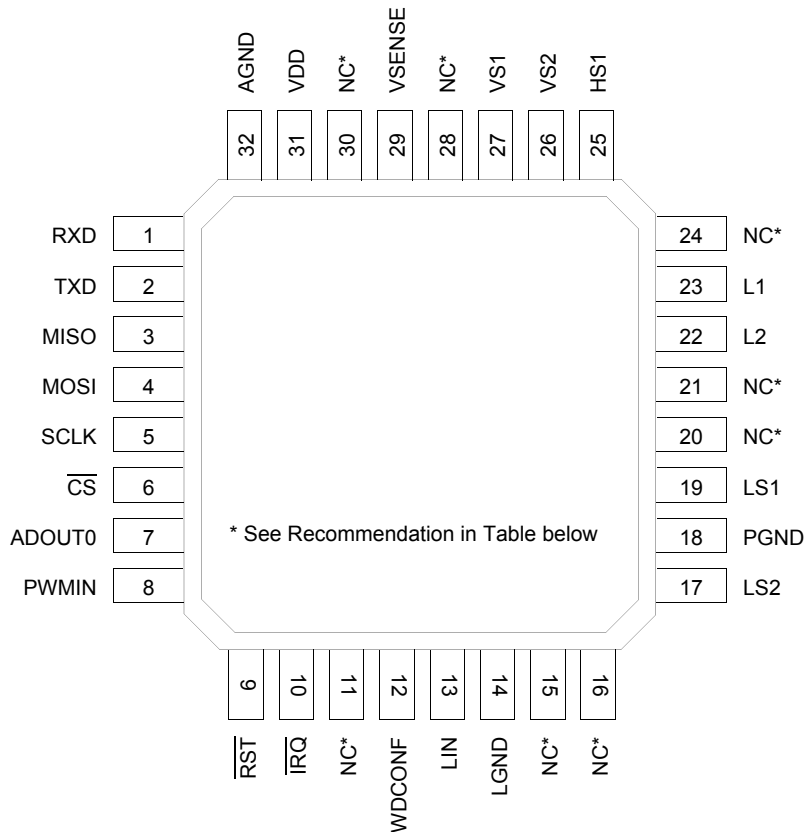 AGND VDD NC* VSENSE NC* VS1 VS2 HS1
32 31 30 29 28 27 26 25
RXD 1 24 NC*
TXD 2 23 L1
MISO 3 22 L2
MOSI 4 21 NC*
SCLK 5 20 NC*
CS 6 19 LS1
ADOUT0 7 * See Recommendation in Table below 18 PGND
PWMIN 8 17 LS2
9 10 11 12 13 14 15 16
RST IRQ NC* WDCONF LIN LGND NC* NC*